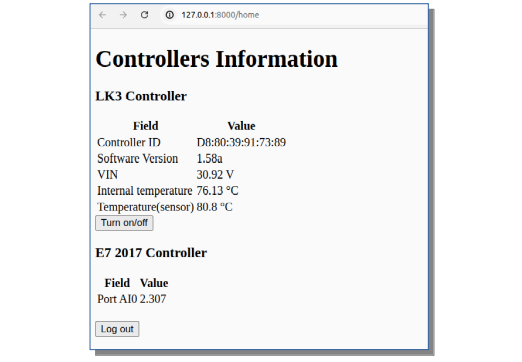 127.0.0.1:8000/home
Controllers Information
LK3 Controller
Field Value
Controller ID D8:80:39:91:73:89
Software Version 1.58a
VIN 30.92 V
Internal temperature 76.13 °C
Temperature(sensor) 80.8 °C
Turn on/off
E7 2017 Controller
Field Value
Port AI0 2.307
Log out